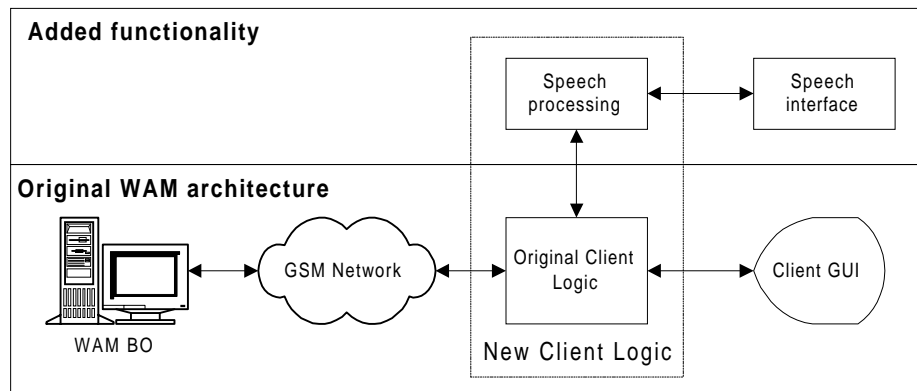 Added functionality
Speech
processing
Speech
interface
Original WAM architecture
GSM Network
Original Client
Logic
Client GUI
WAM BO
New Client Logic